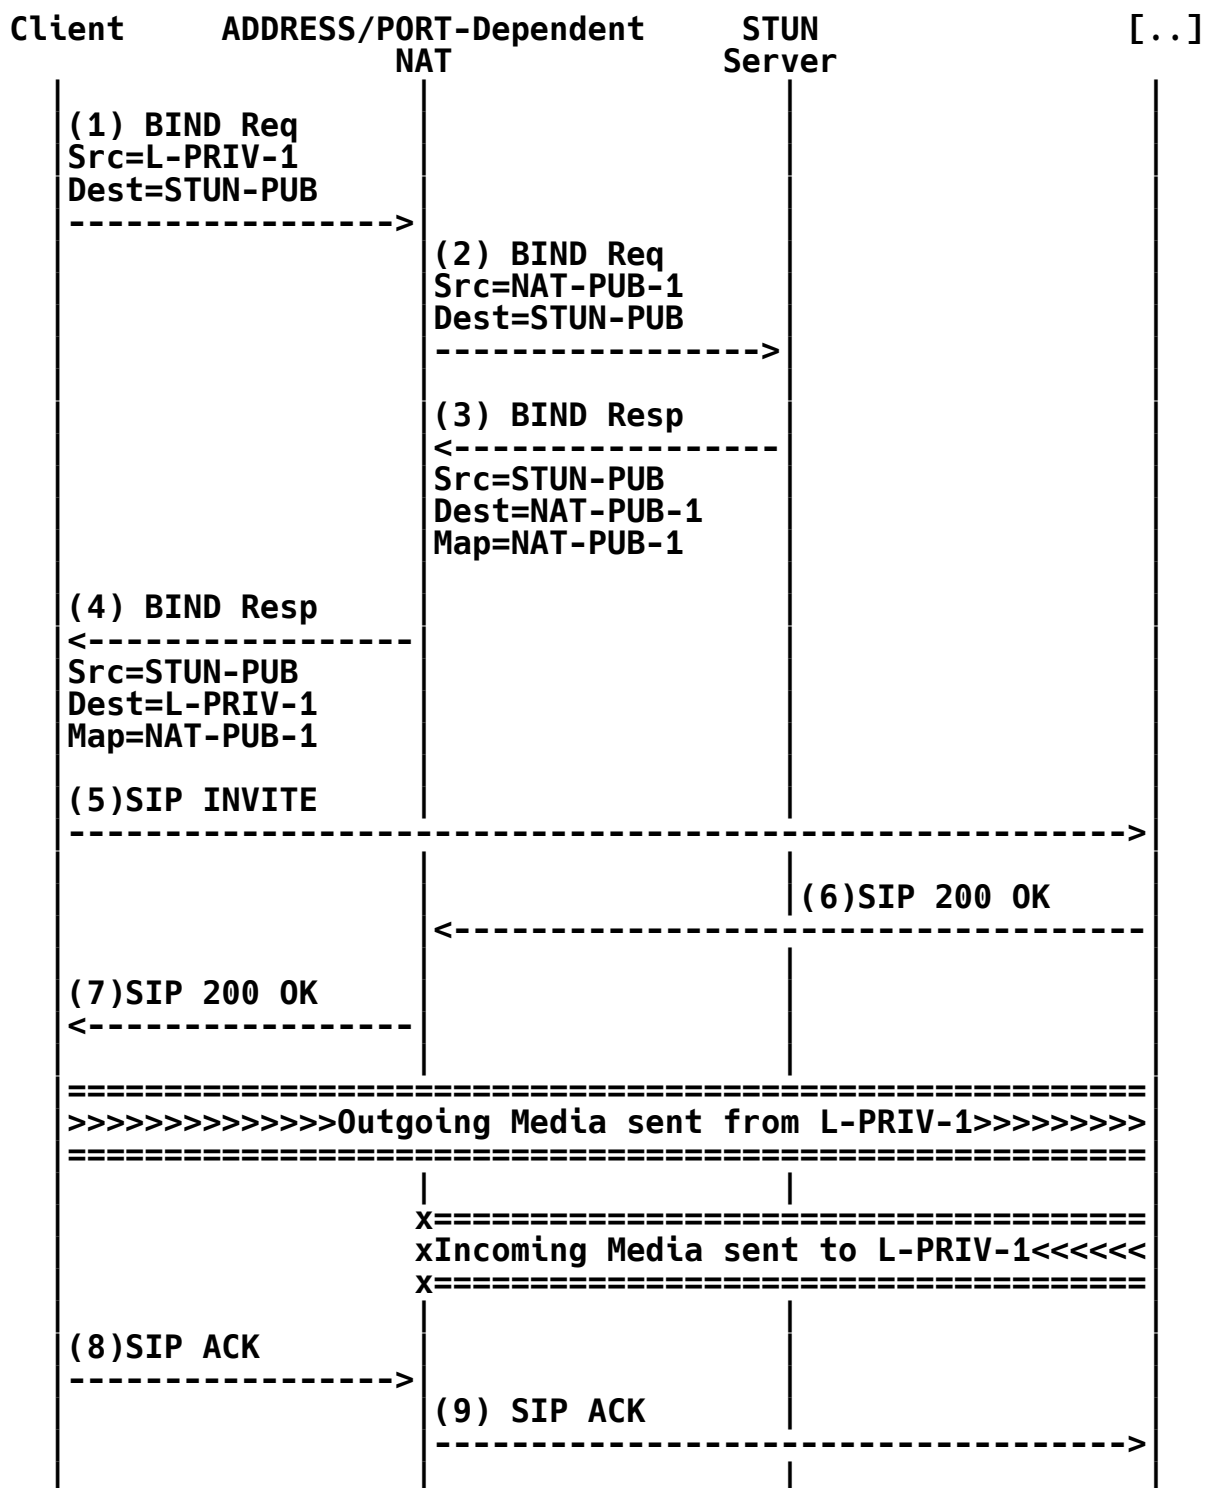 Client     ADDRESS/PORT-Dependent     STUN                [..]
                    NAT              Server
  |                  |                  |                  |
  |(1) BIND Req      |                  |                  |
  |Src=L-PRIV-1      |                  |                  |
  |Dest=STUN-PUB     |                  |                  |
  |----------------->|                  |                  |
  |                  |(2) BIND Req      |                  |
  |                  |Src=NAT-PUB-1     |                  |
  |                  |Dest=STUN-PUB     |                  |
  |                  |----------------->|                  |
  |                  |                  |                  |
  |                  |(3) BIND Resp     |                  |
  |                  |<-----------------|                  |
  |                  |Src=STUN-PUB      |                  |
  |                  |Dest=NAT-PUB-1    |                  |
  |                  |Map=NAT-PUB-1     |                  |
  |                  |                  |                  |
  |(4) BIND Resp     |                  |                  |
  |<-----------------|                  |                  |
  |Src=STUN-PUB      |                  |                  |
  |Dest=L-PRIV-1     |                  |                  |
  |Map=NAT-PUB-1     |                  |                  |
  |                  |                  |                  |
  |(5)SIP INVITE     |                  |                  |
  |------------------------------------------------------->|
  |                  |                  |                  |
  |                  |                  |(6)SIP 200 OK     |
  |                  |<------------------------------------|
  |                  |                  |                  |
  |(7)SIP 200 OK     |                  |                  |
  |<-----------------|                  |                  |
  |                  |                  |                  |
  |========================================================|
  |>>>>>>>>>>>>>>Outgoing Media sent from L-PRIV-1>>>>>>>>>|
  |========================================================|
  |                  |                  |                  |
  |                  x=====================================|
  |                  xIncoming Media sent to L-PRIV-1<<<<<<|
  |                  x=====================================|
  |                  |                  |                  |
  |(8)SIP ACK        |                  |                  |
  |----------------->|                  |                  |
  |                  |(9) SIP ACK       |                  |
  |                  |------------------------------------>|
  |                  |                  |                  |